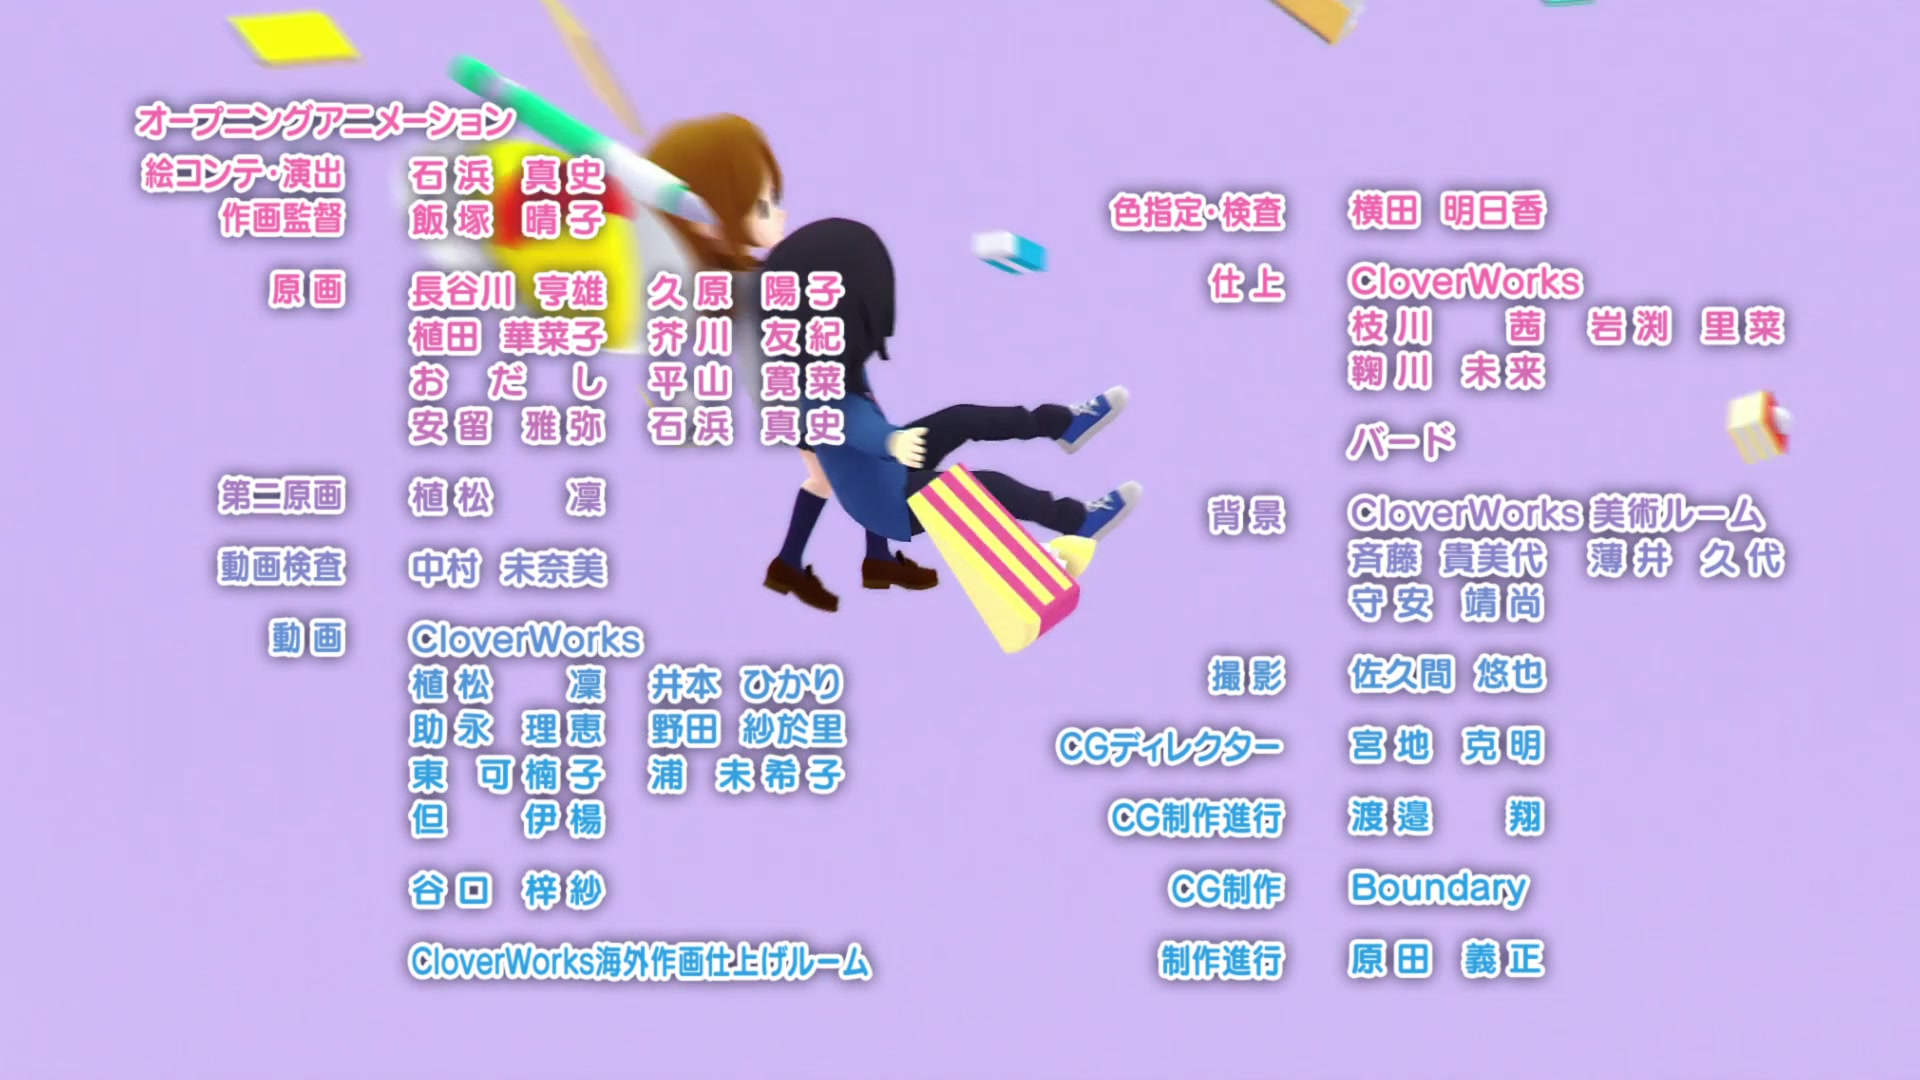 オープニングアニメーション
絵コンテ・演出 石浜 真史
作画監督 飯塚 晴子
原画 長谷川 亨雄 久原 陽子
植田 華菜子 芥川 友紀
おだし 平山 寛菜
安留 雅弥 石浜 真史
第二原画 植松 凜
動画検査 中村 未奈美
動画 CloverWorks
植松 凜 井本 ひかり
助永 理恵 野田 紗於里
東 可楠子 浦 未希子
但 伊楊
谷口 梓紗
CloverWorks海外作画仕上げルーム
色指定・検査 横田 明日香
仕上 CloverWorks
枝川 茜 岩渕 里菜
鞠川 未来
バード
背景 CloverWorks 美術ルーム
斉藤 貴美代 薄井 久代
守安 靖尚
撮影 佐久間 悠也
CGディレクター 宮地 克明
CG制作進行 渡邉 翔
CG制作 Boundary
制作進行 原田 義正